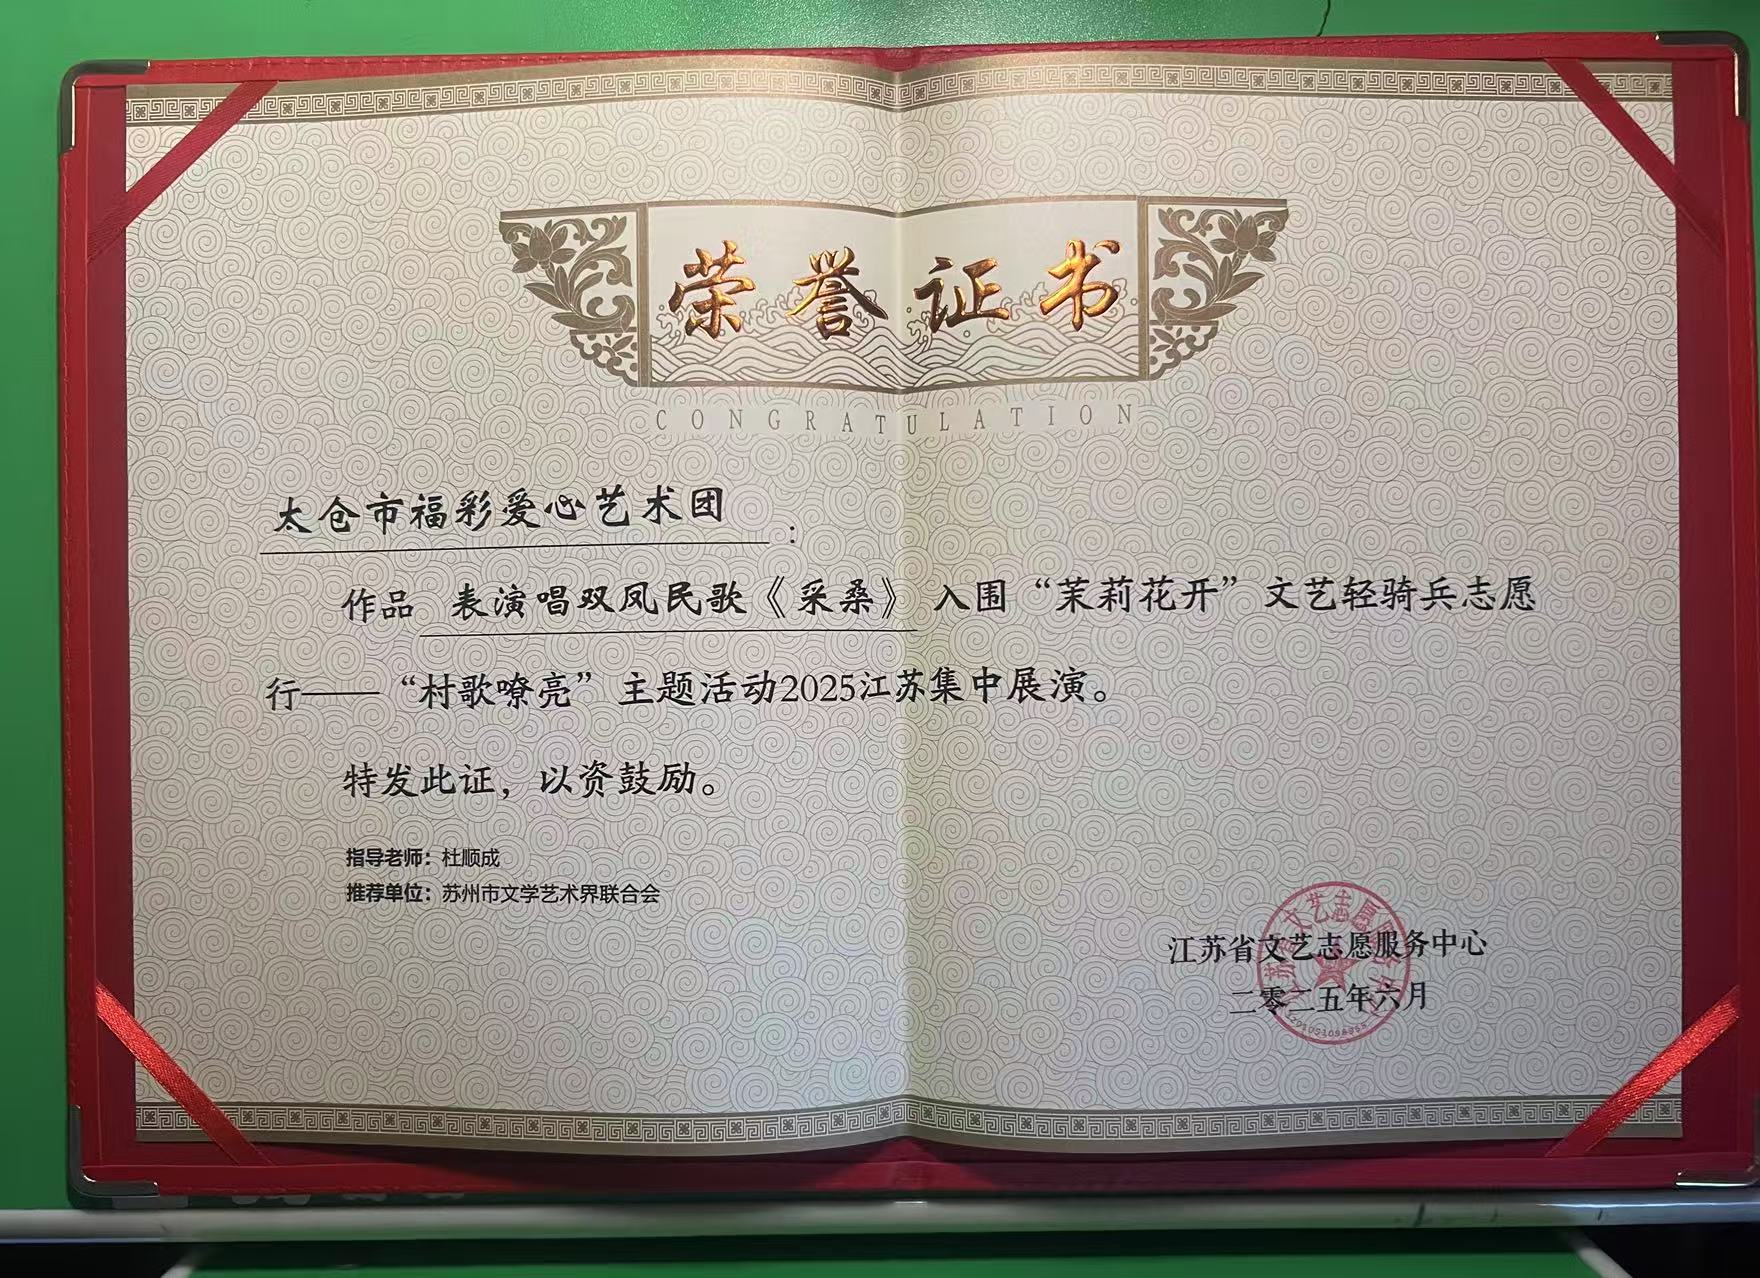 荣誉证书
CONGRATULATION
太仓市福彩爱心艺术团：
作品 表演唱双凤民歌《采桑》 入围“茉莉花开”文艺轻骑兵志愿
行——“村歌嘹亮”主题活动2025江苏集中展演。
特发此证，以资鼓励。
指导老师：杜顺成
推荐单位：苏州市文学艺术界联合会
江苏省文艺志愿服务中心
二零二五年六月